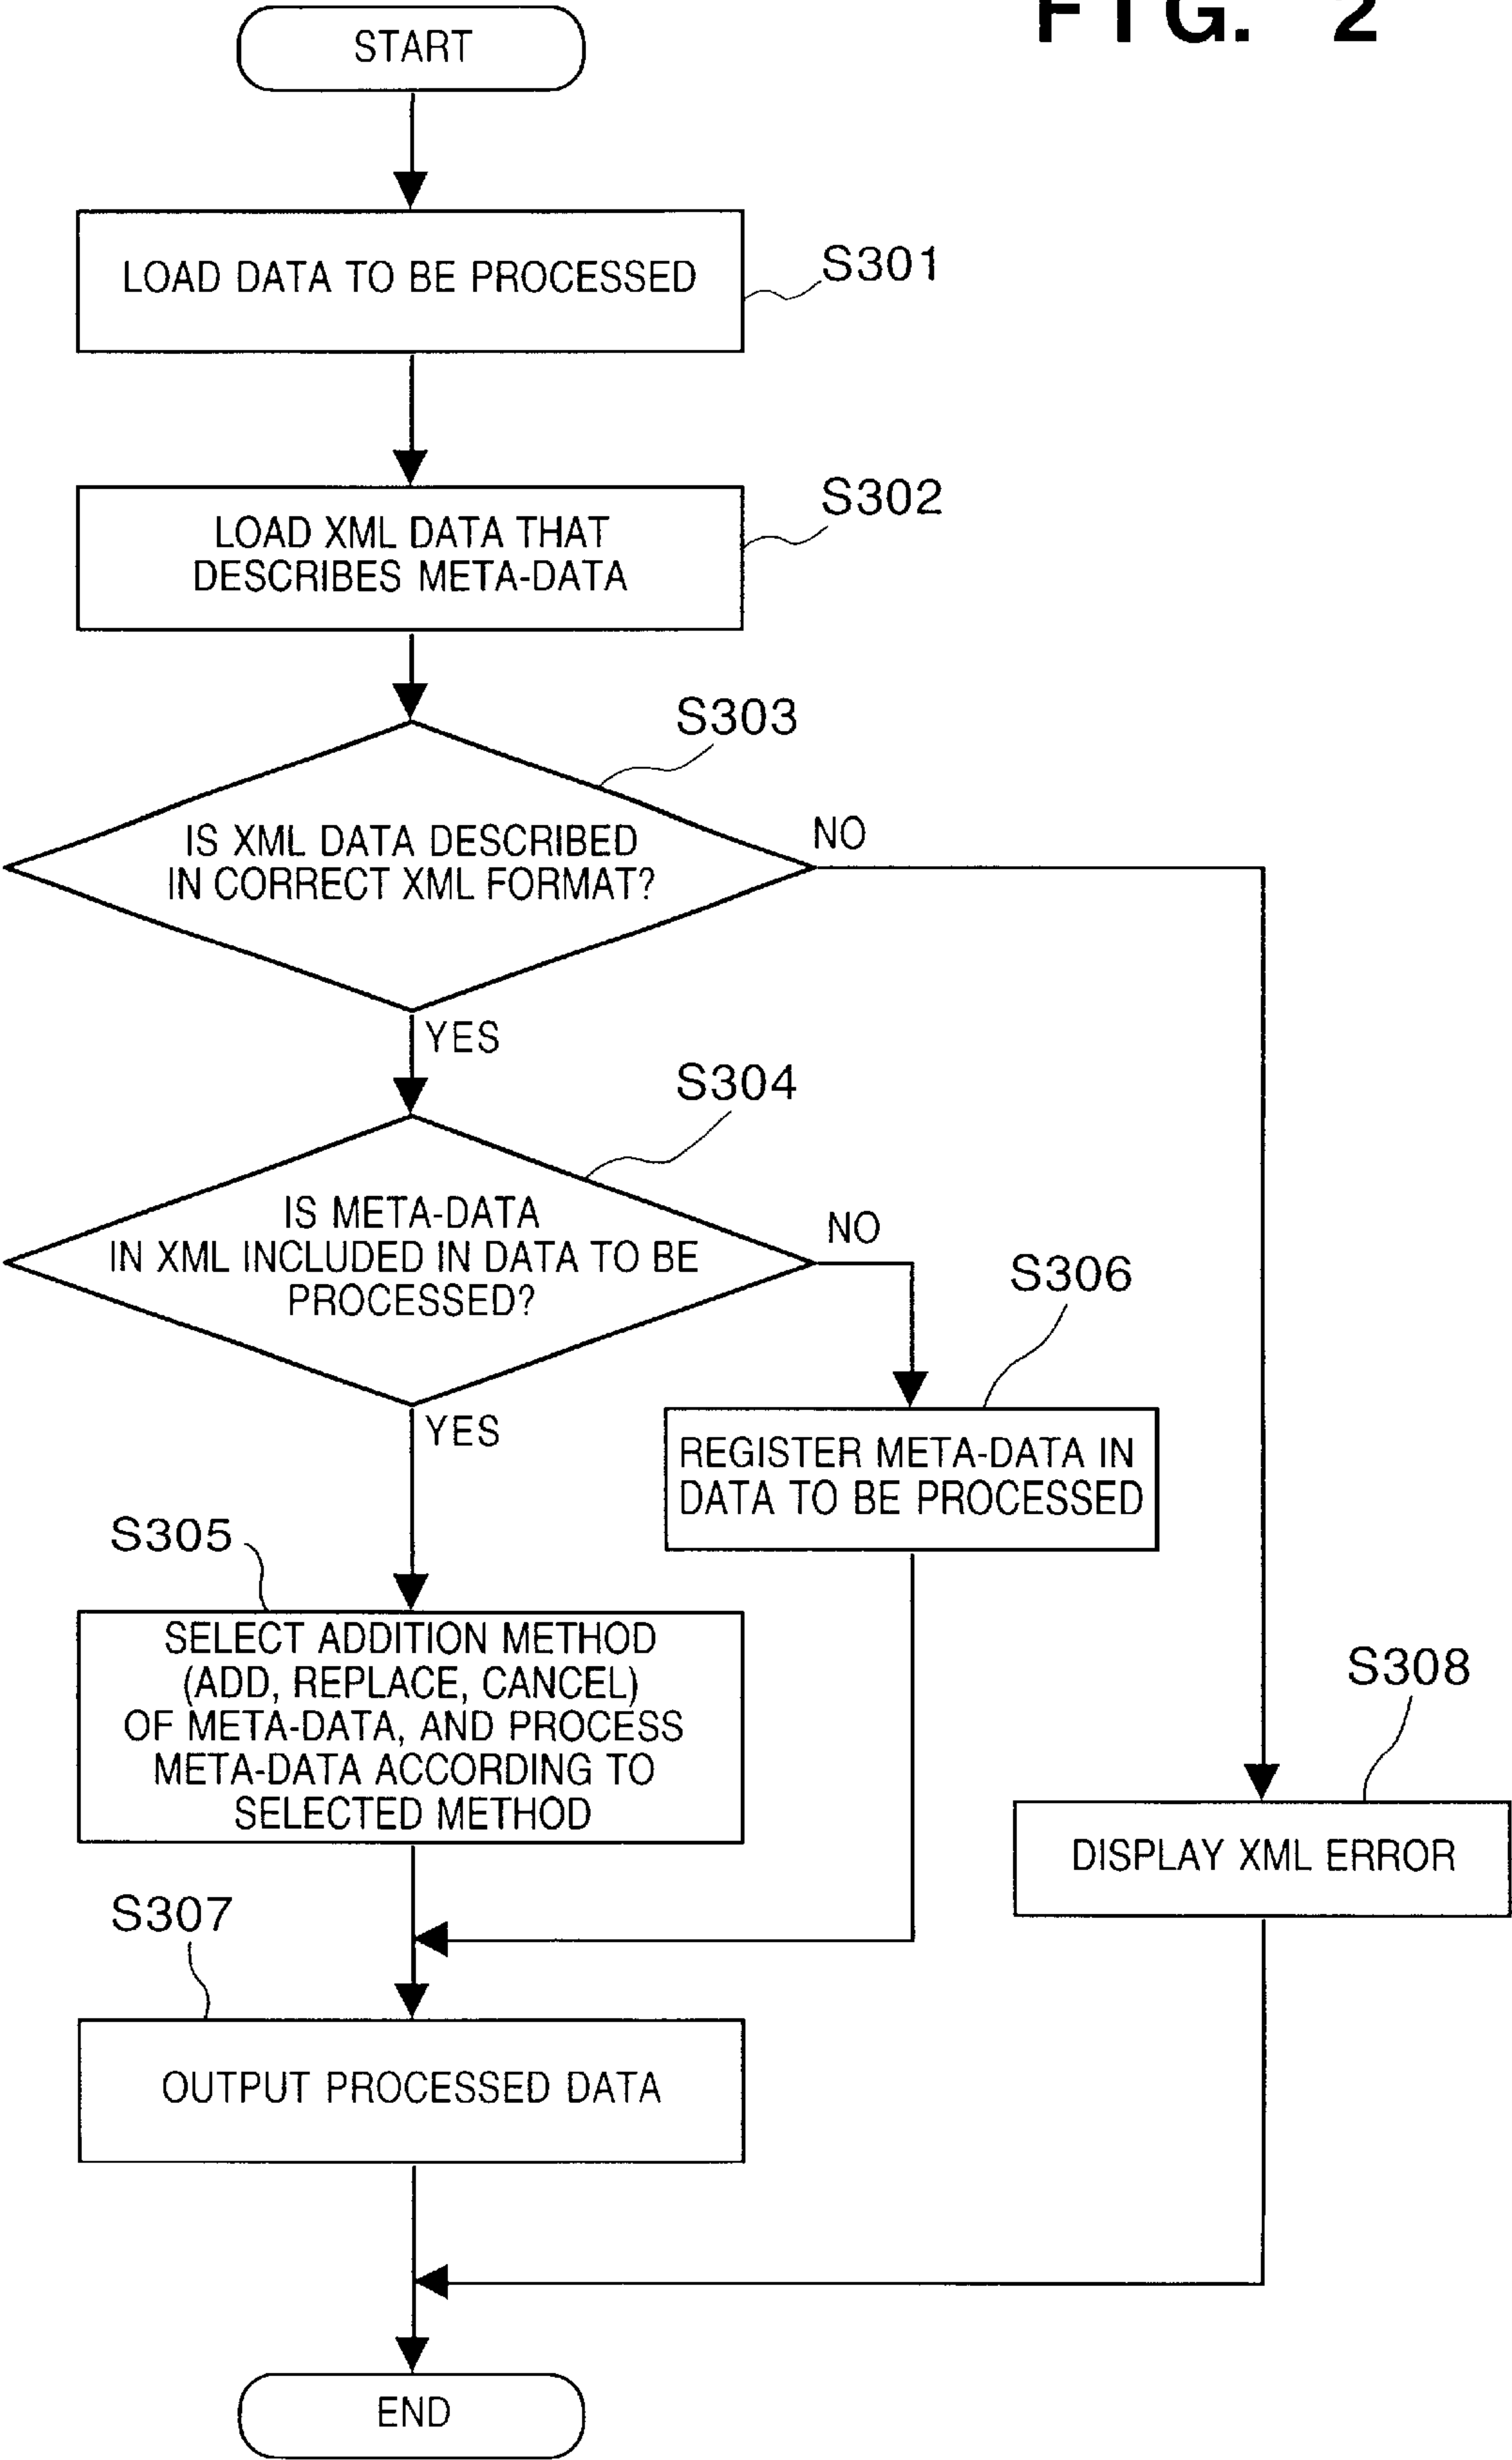 FIG. 2
START
LOAD DATA TO BE PROCESSED
S301
LOAD XML DATA THAT
DESCRIBES META-DATA
S302
S303
IS XML DATA DESCRIBED
IN CORRECT XML FORMAT?
NO
YES
S304
IS META-DATA
IN XML INCLUDED IN DATA TO BE
PROCESSED?
NO
YES
S306
REGISTER META-DATA IN
DATA TO BE PROCESSED
S305
SELECT ADDITION METHOD
(ADD, REPLACE, CANCEL)
OF META-DATA, AND PROCESS
META-DATA ACCORDING TO
SELECTED METHOD
S308
DISPLAY XML ERROR
S307
OUTPUT PROCESSED DATA
END